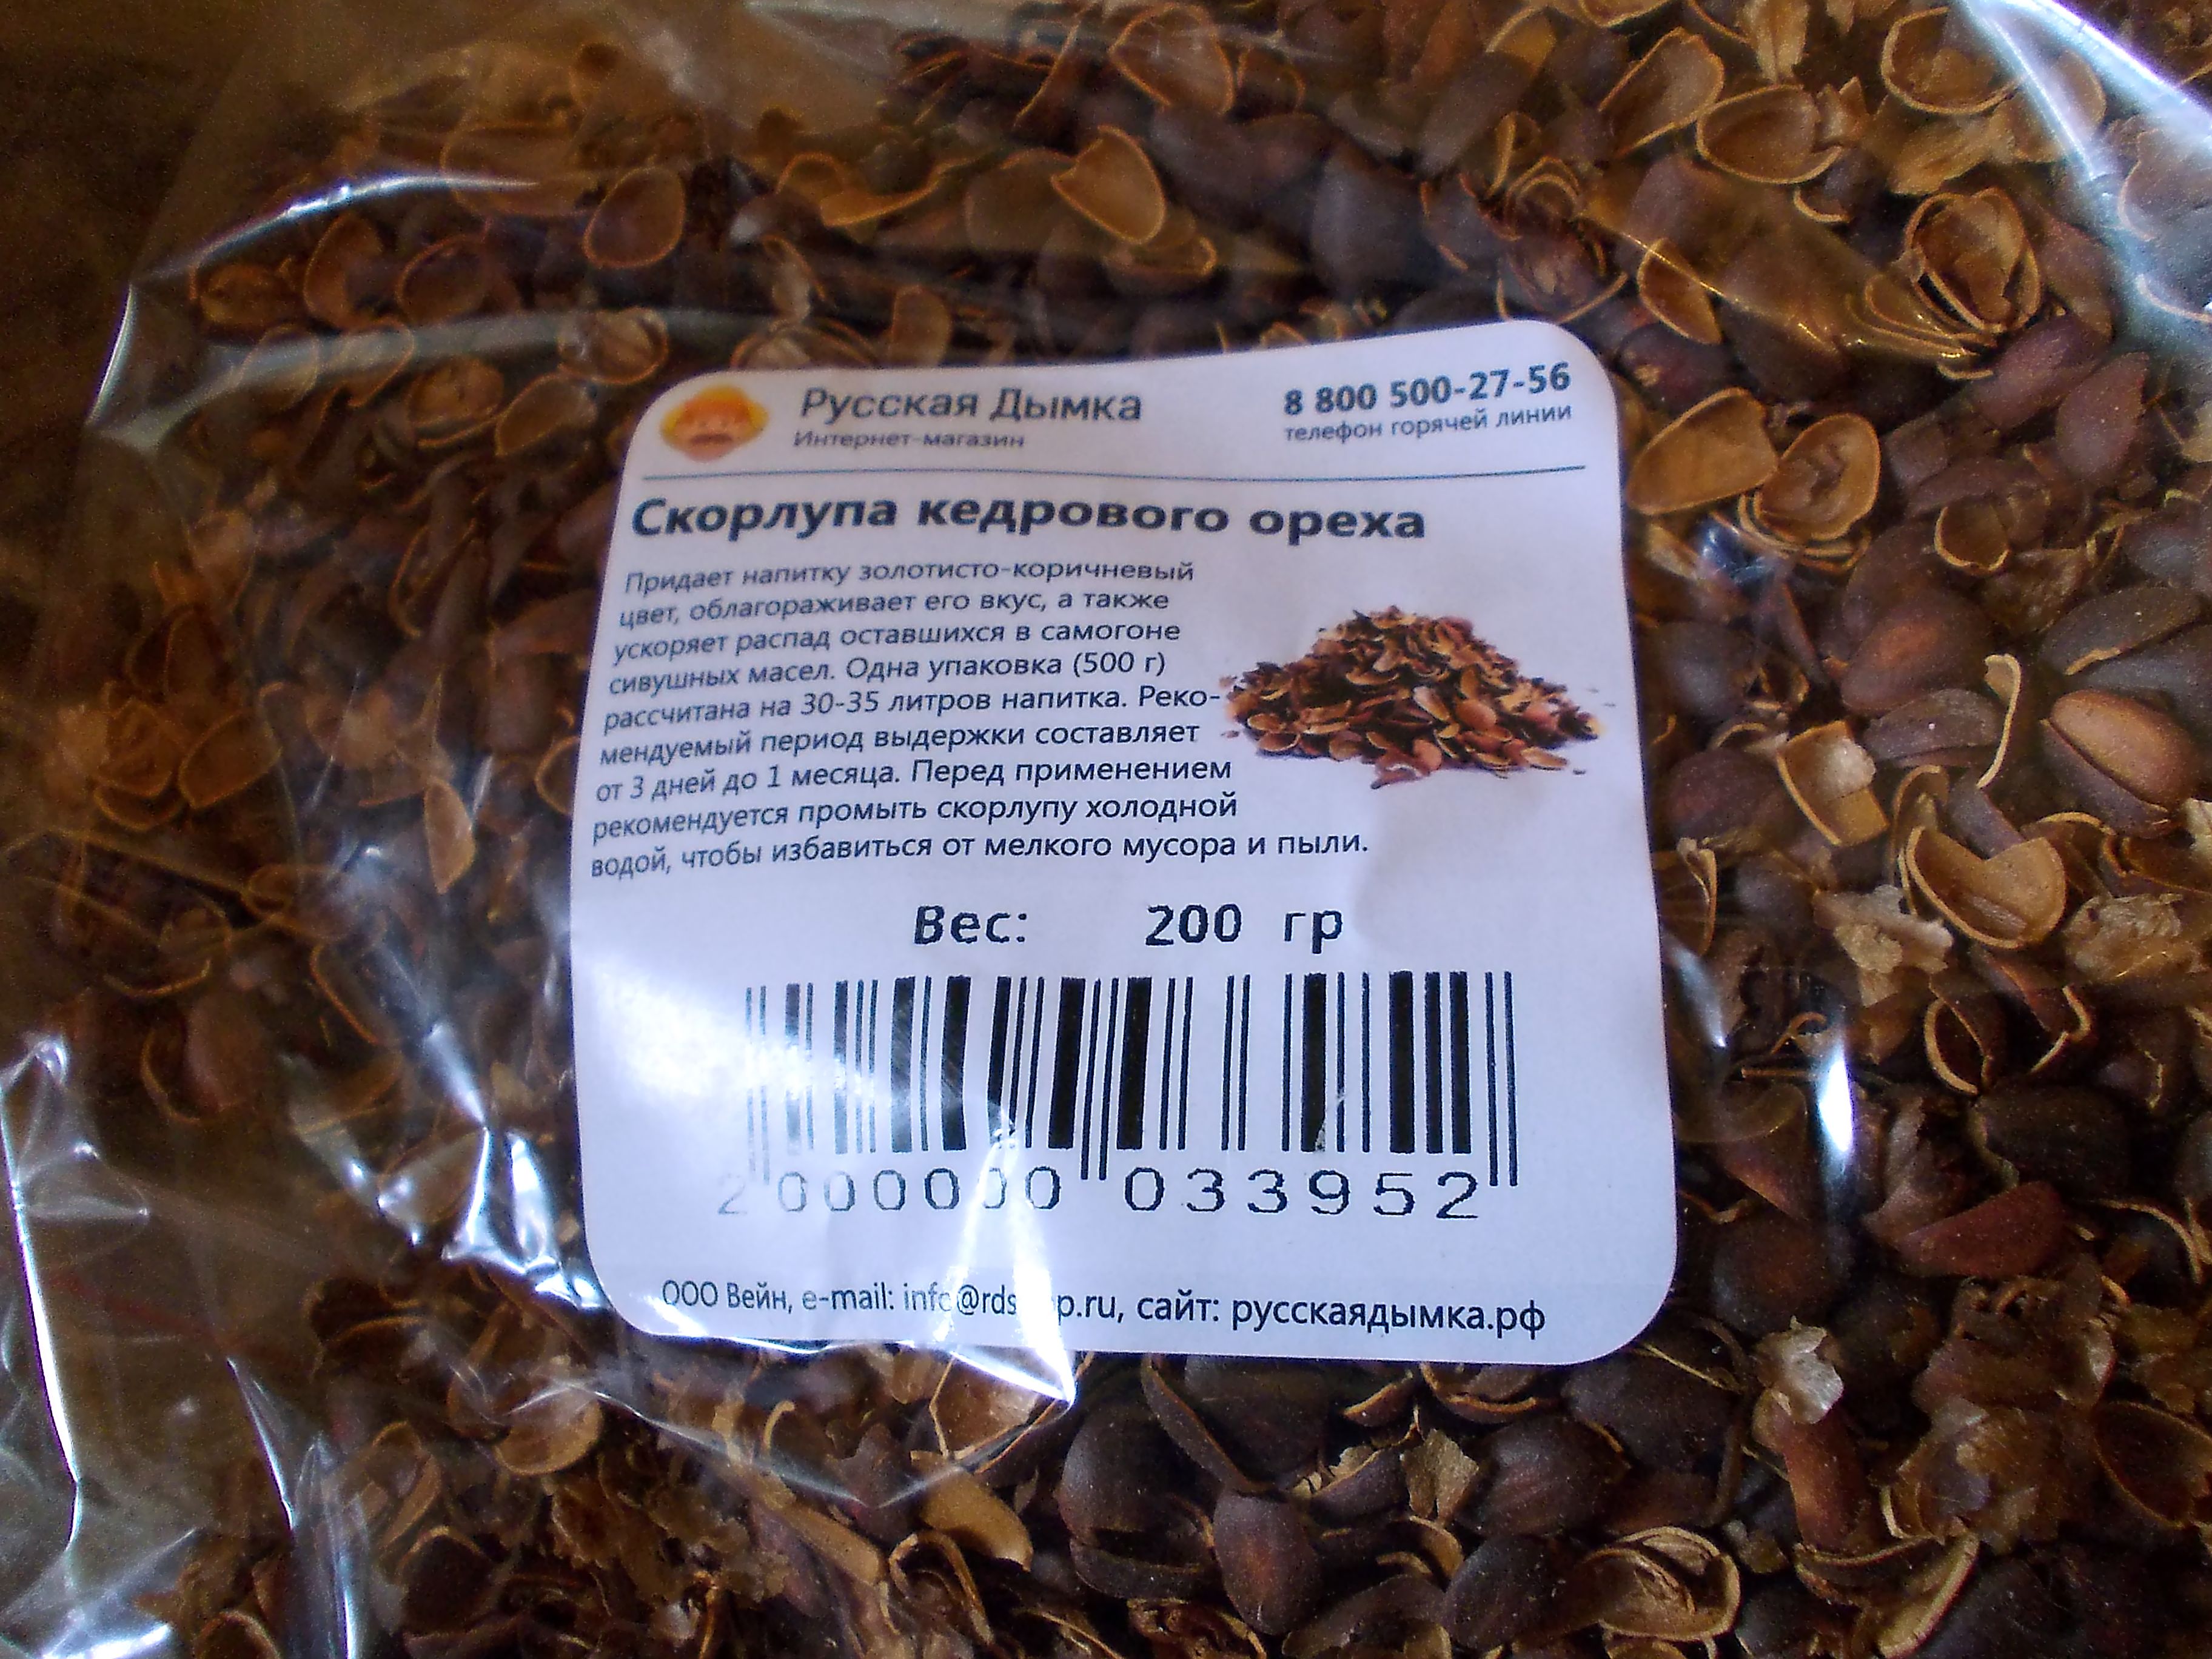 Русская Дымка
Интернет-магазин
8 800 500-27-56
телефон горячей линии
Скорлупа кедрового ореха
Придает напитку золотисто-коричневый
цвет, облагораживает его вкус, а также
ускоряет распад оставшихся в самогоне
сивушных масел. Одна упаковка (500 г)
рассчитана на 30-35 литров напитка. Реко-
мендуемый период выдержки составляет
от 3 дней до 1 месяца. Перед применением
рекомендуется промыть скорлупу холодной
водой, чтобы избавиться от мелкого мусора и пыли.
Вес: 200 гр
2 000000 033952
ООО Вейн, e-mail: сайт: русскаядымка.рф